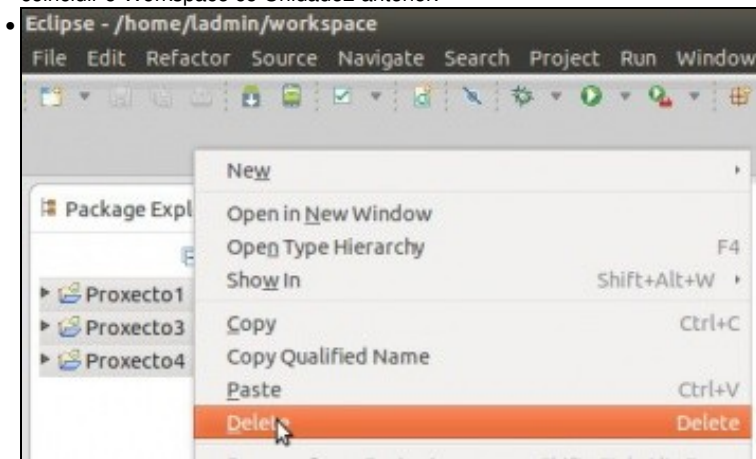 Eclipse - /home/ladmin/workspace
File Edit Refactor Source Navigate Search Project Run Window
New
Package Expl
Open in New Window
Open Type Hierarchy F4
Show In Shift+Alt+W
Proxecto1
Proxecto3
Proxecto4
Copy Ctrl+C
Copy Qualified Name
Paste Ctrl+V
Delete Delete